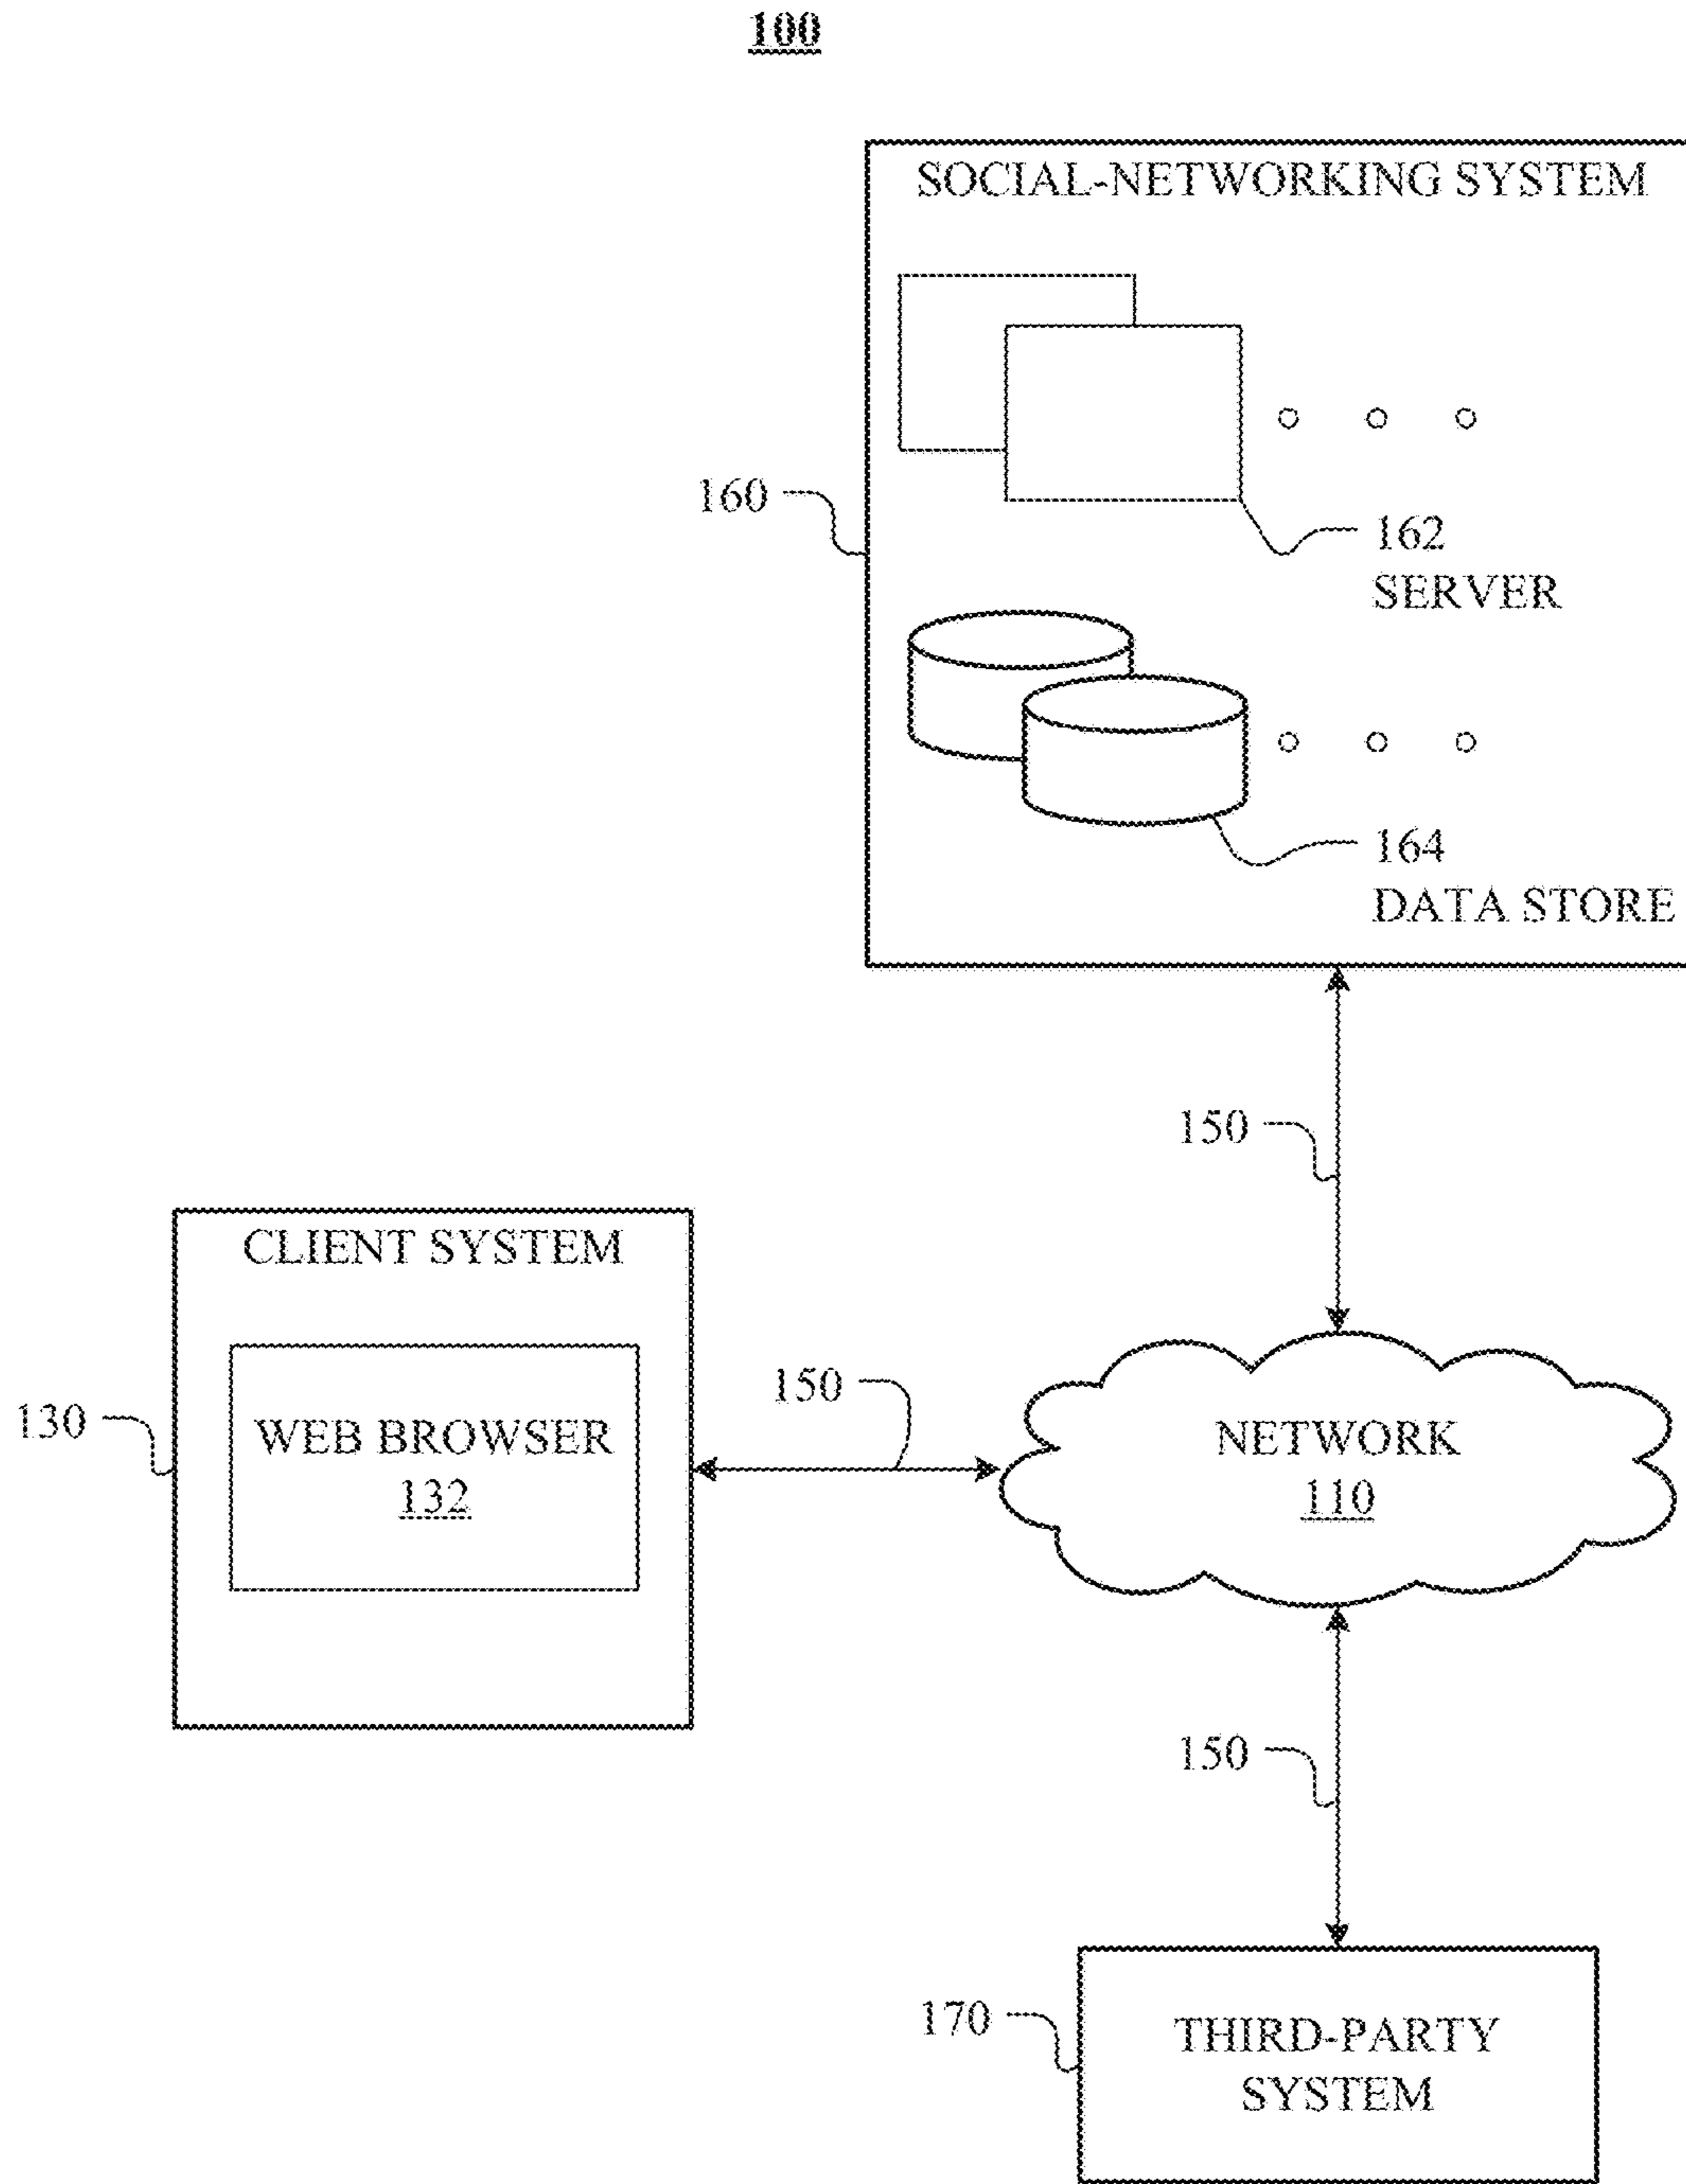 100
SOCIAL-NETWORKING SYSTEM
160
162
SERVER
164
DATA STORE
150
CLIENT SYSTEM
150
130
WEB BROWSER
132
NETWORK
110
150
170
THIRD-PARTY
SYSTEM